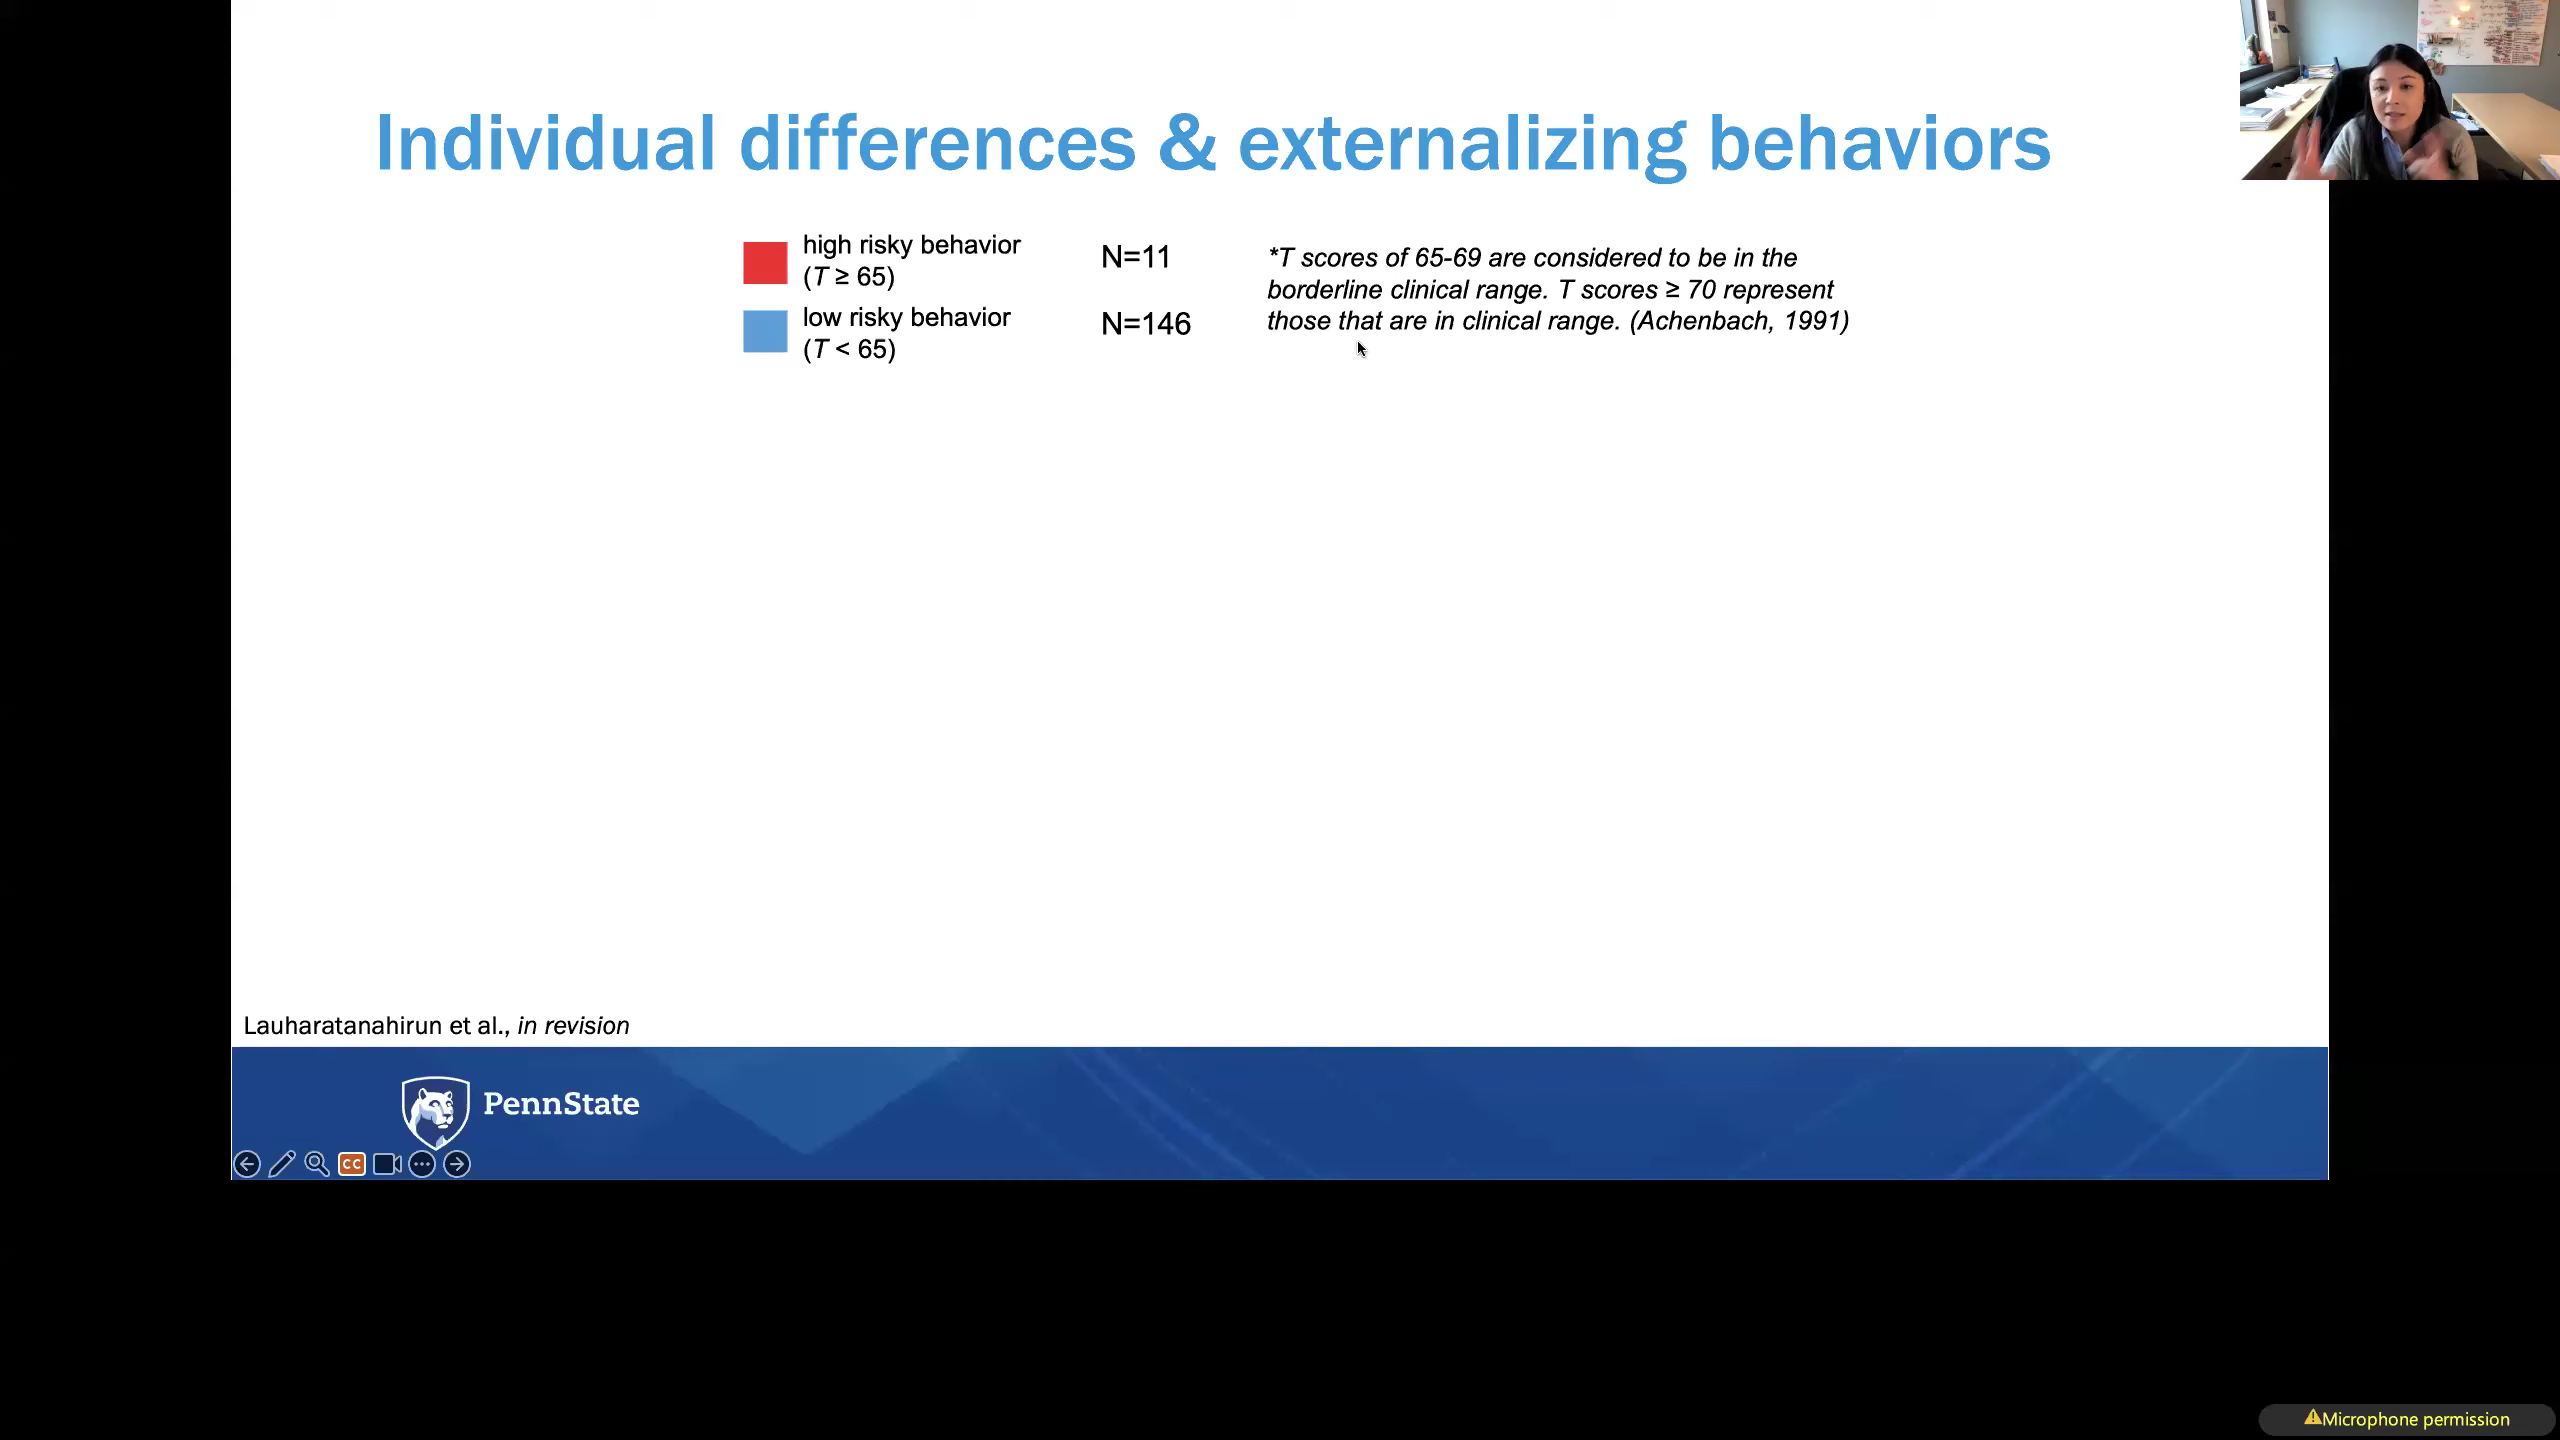 Individual differences & externalizing behaviors
high risky behavior
(T ≥ 65)
N=11
low risky behavior
(T < 65)
N=146
*T scores of 65-69 are considered to be in the
borderline clinical range. T scores ≥ 70 represent
those that are in clinical range. (Achenbach, 1991)
Lauharatanahirun et al., in revision
PennState
CC
Microphone permission